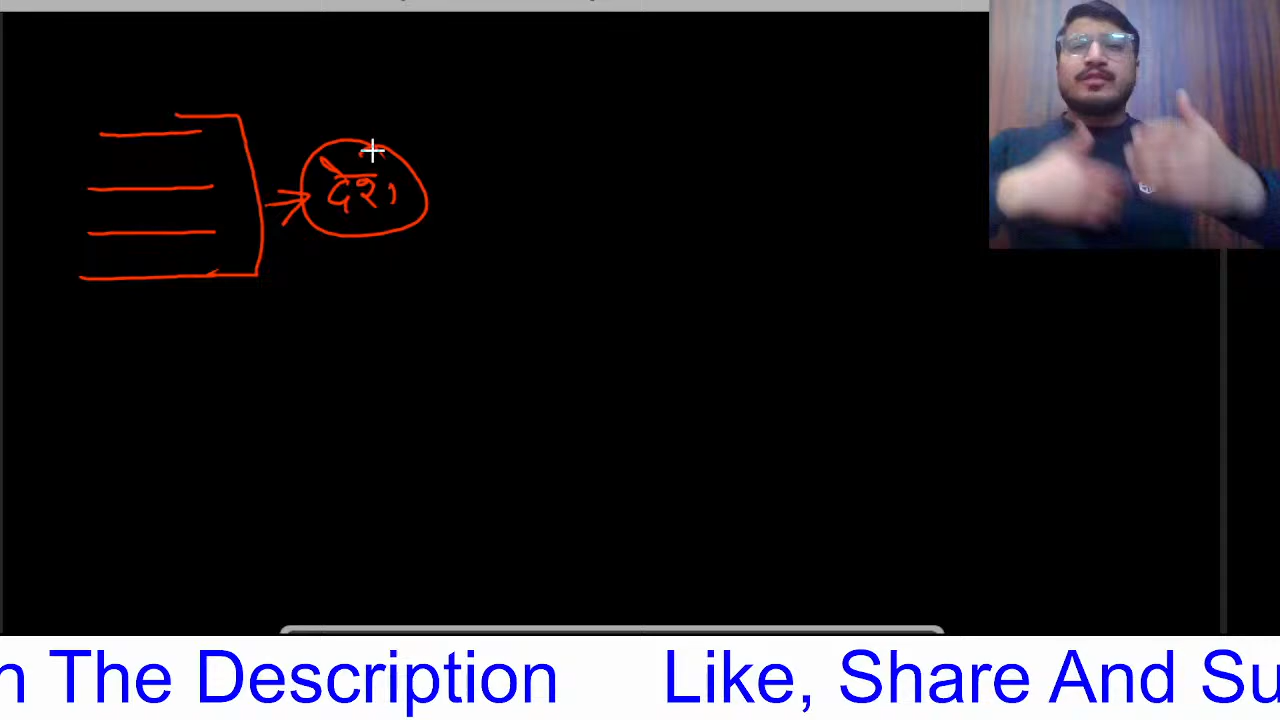 देश
n The Description Like, Share And Su